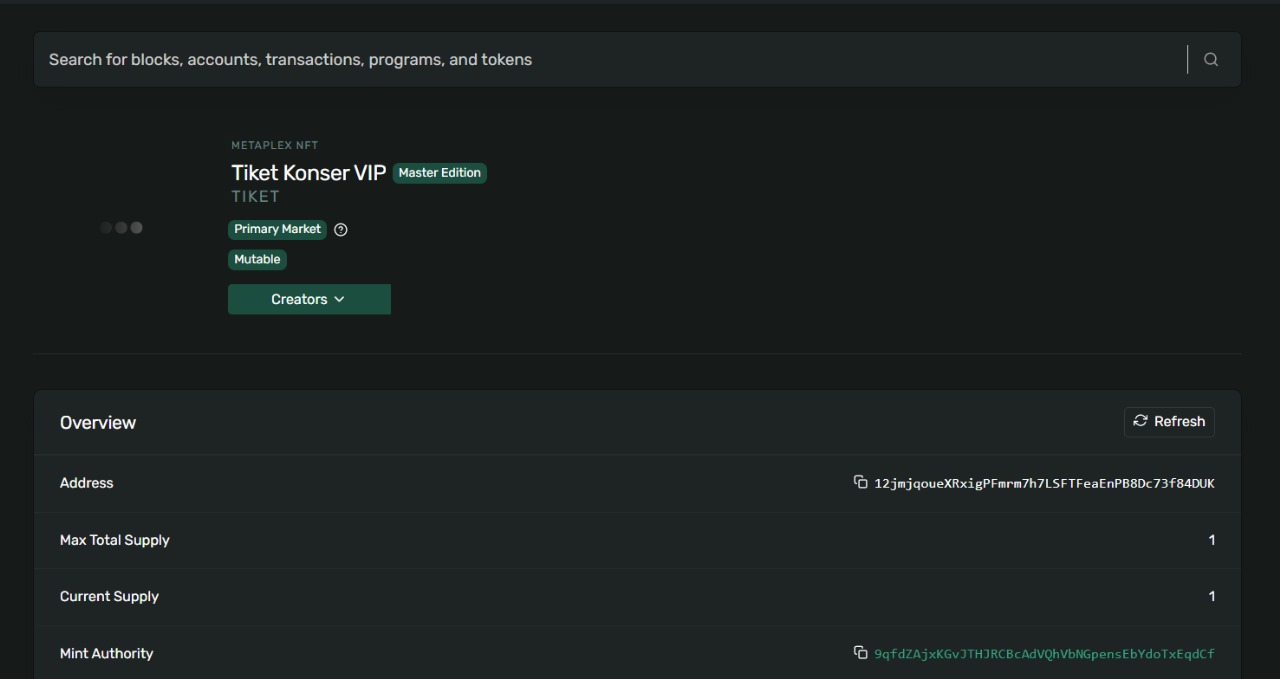 Search for blocks, accounts, transactions, programs, and tokens
METAPLEX NFT
Tiket Konser VIP Master Edition
TIKET
Primary Market
Mutable
Creators
Overview Refresh
Address 12jmjqoueXRxigPFmrm7h7LSFTFeaEnPB8Dc73f84DUK
Max Total Supply 1
Current Supply 1
Mint Authority 9qfdZAjxKGvJTHJRCBcAdVQhVbNGpensEbYdoTxEqdCf